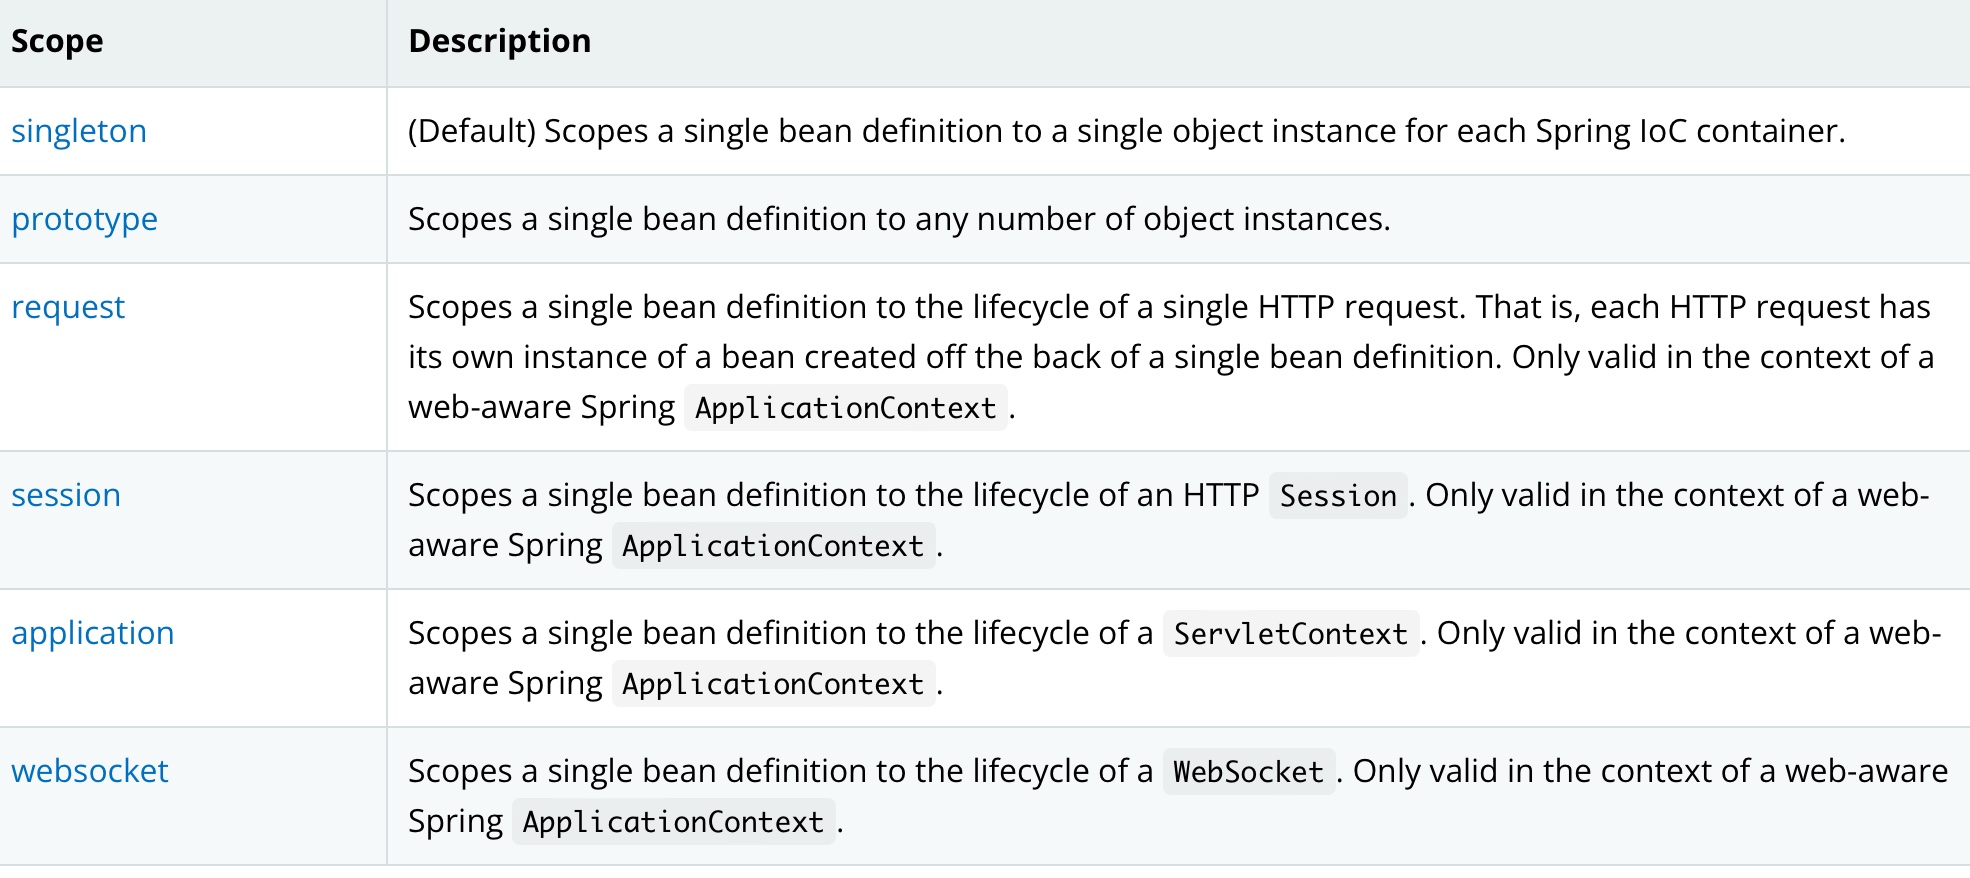 Scope Description
singleton (Default) Scopes a single bean definition to a single object instance for each Spring IoC container.
prototype Scopes a single bean definition to any number of object instances.
request Scopes a single bean definition to the lifecycle of a single HTTP request. That is, each HTTP request has
its own instance of a bean created off the back of a single bean definition. Only valid in the context of a
web-aware Spring ApplicationContext.
session Scopes a single bean definition to the lifecycle of an HTTP Session. Only valid in the context of a web-
aware Spring ApplicationContext.
application Scopes a single bean definition to the lifecycle of a ServletContext. Only valid in the context of a web-
aware Spring ApplicationContext.
websocket Scopes a single bean definition to the lifecycle of a WebSocket. Only valid in the context of a web-aware
Spring ApplicationContext.